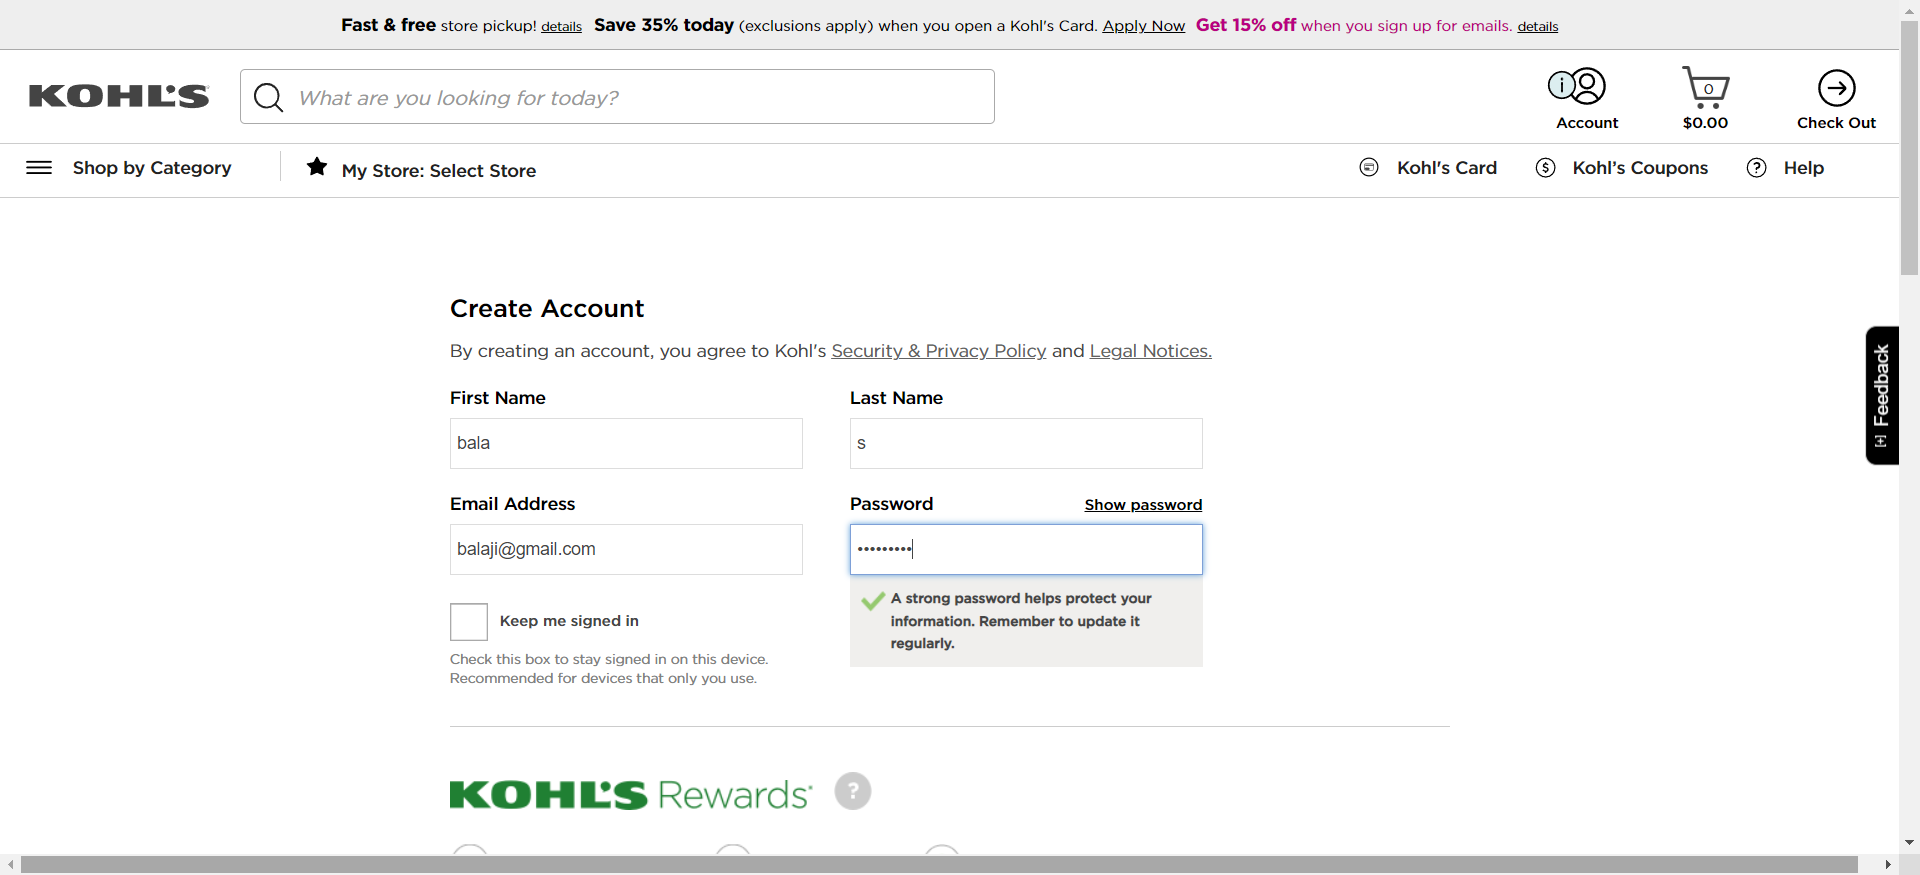 Fast & free store pickup! details Save 35% today (exclusions apply) when you open a Kohl's Card. Apply Now Get 15% off when you sign up for emails. details
KOHL'S
What are you looking for today?
i
Account
0
$0.00
Check Out
Shop by Category
My Store: Select Store
Kohl's Card
$
Kohl's Coupons
?
Help
Create Account
By creating an account, you agree to Kohl's Security & Privacy Policy and Legal Notices.
First Name
Last Name
bala
s
Email Address
Password
Show password
balaji@gmail.com
•••••••••
A strong password helps protect your
information. Remember to update it
regularly.
Keep me signed in
Check this box to stay signed in on this device.
Recommended for devices that only you use.
KOHL'S Rewards
?
[+] Feedback